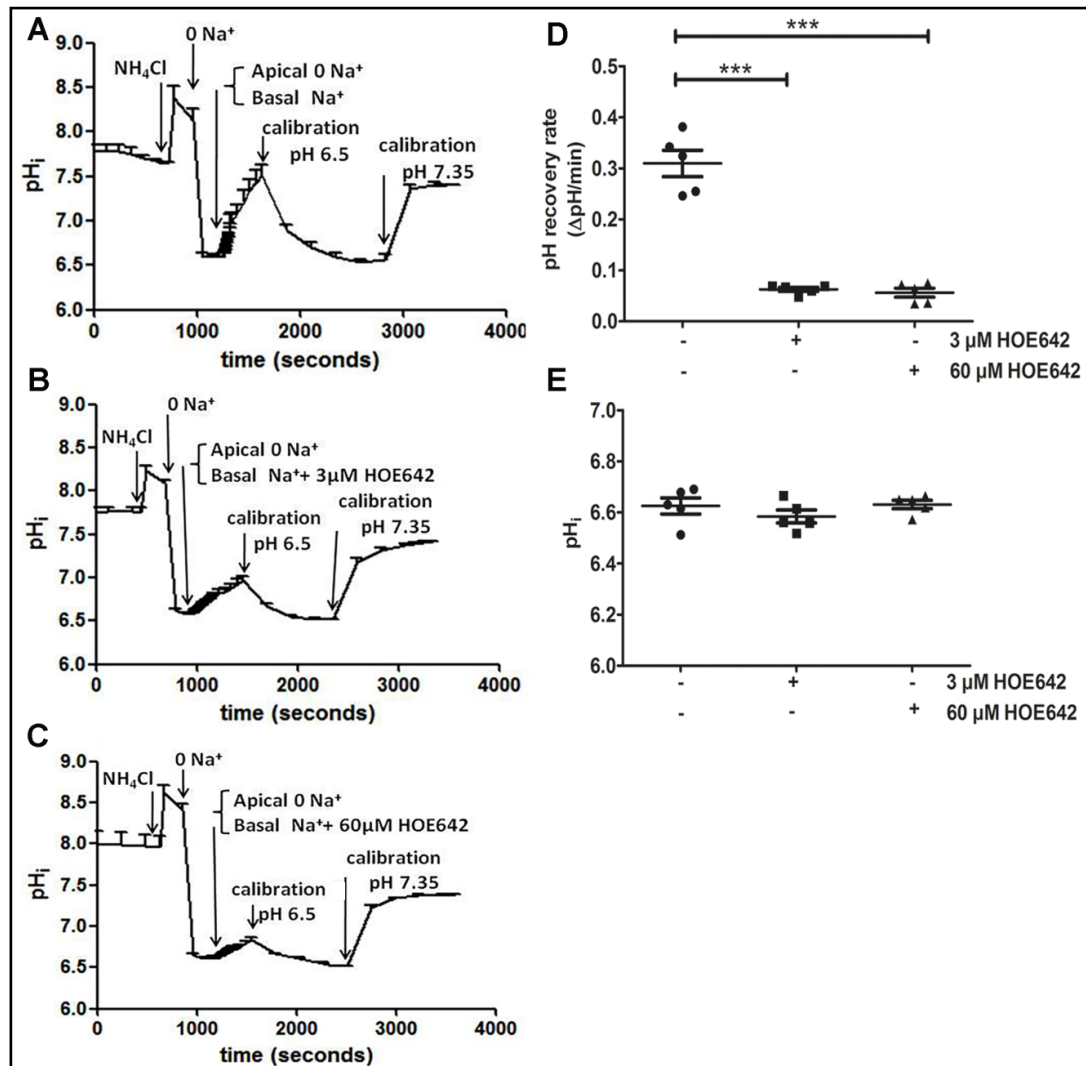 A
9.0
8.5
8.0
7.5
7.0
6.5
6.0
pHi
NH4Cl
0 Na+
Apical 0 Na+
Basal Na+
calibration
pH 6.5
calibration
pH 7.35
0
1000
2000
3000
4000
time (seconds)
B
9.0
8.5
8.0
7.5
7.0
6.5
6.0
pHi
NH4Cl
0 Na+
Apical 0 Na+
Basal Na++ 3µM HOE642
calibration
pH 6.5
calibration
pH 7.35
0
1000
2000
3000
4000
time (seconds)
C
9.0
8.5
8.0
7.5
7.0
6.5
6.0
pHi
NH4Cl
0 Na+
Apical 0 Na+
Basal Na++ 60µM HOE642
calibration
pH 6.5
calibration
pH 7.35
0
1000
2000
3000
4000
time (seconds)
D
***
***
0.5
0.4
0.3
0.2
0.1
0.0
pH recovery rate
(ΔpH/min)
- + - 3 µM HOE642
- - + 60 µM HOE642
E
7.0
6.8
6.6
6.4
6.2
6.0
pHi
- + - 3 µM HOE642
- - + 60 µM HOE642